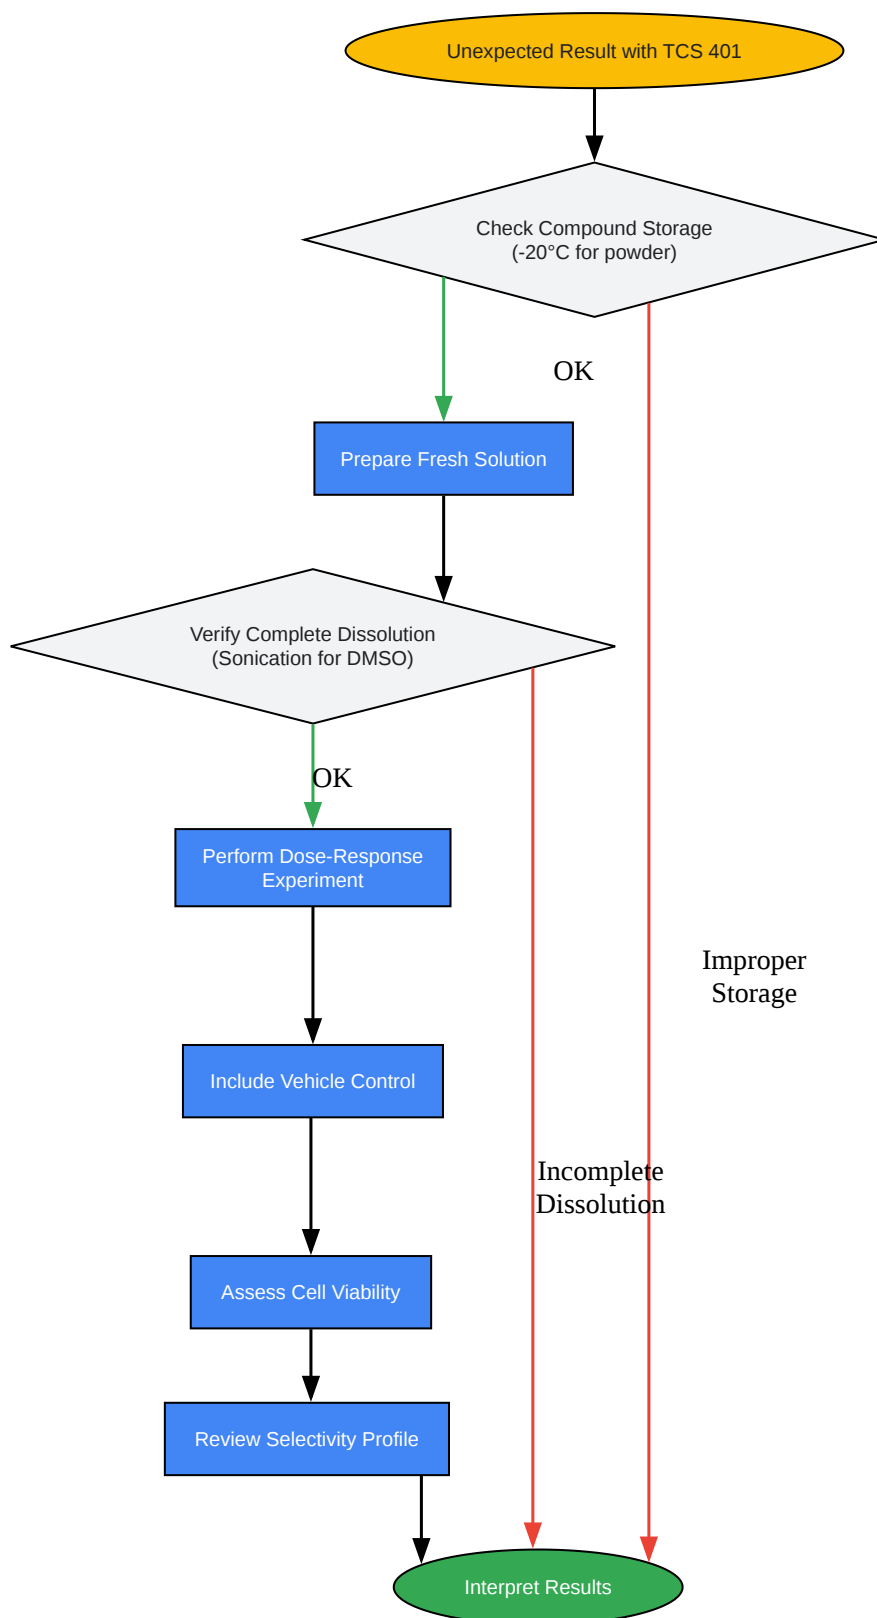 Unexpected Result with TCS 401
Check Compound Storage
(-20°C for powder)
OK
Prepare Fresh Solution
Verify Complete Dissolution
(Sonication for DMSO)
OK
Perform Dose-Response
Experiment
Improper
Storage
Include Vehicle Control
Incomplete
Dissolution
Assess Cell Viability
Review Selectivity Profile
Interpret Results